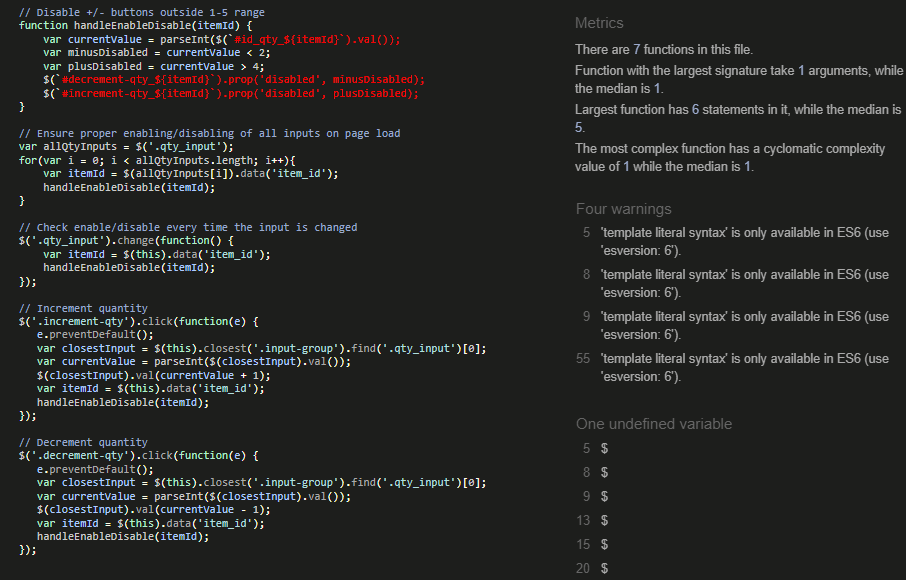 // Disable +/- buttons outside 1-5 range
function handleEnableDisable(itemId) {
    var currentValue = parseInt($(`#id_qty_${itemId}`).val());
    var minusDisabled = currentValue < 2;
    var plusDisabled = currentValue > 4;
    $(`#decrement-qty_${itemId}`).prop('disabled', minusDisabled);
    $(`#increment-qty_${itemId}`).prop('disabled', plusDisabled);
}
// Ensure proper enabling/disabling of all inputs on page load
var allQtyInputs = $('.qty_input');
for(var i = 0; i < allQtyInputs.length; i++){
    var itemId = $(allQtyInputs[i]).data('item_id');
    handleEnableDisable(itemId);
}
// Check enable/disable every time the input is changed
$('.qty_input').change(function() {
    var itemId = $(this).data('item_id');
    handleEnableDisable(itemId);
});
// Increment quantity
$('.increment-qty').click(function(e) {
   e.preventDefault();
   var closestInput = $(this).closest('.input-group').find('.qty_input')[0];
   var currentValue = parseInt($(closestInput).val());
   $(closestInput).val(currentValue + 1);
   var itemId = $(this).data('item_id');
   handleEnableDisable(itemId);
});
// Decrement quantity
$('.decrement-qty').click(function(e) {
   e.preventDefault();
   var closestInput = $(this).closest('.input-group').find('.qty_input')[0];
   var currentValue = parseInt($(closestInput).val());
   $(closestInput).val(currentValue - 1);
   var itemId = $(this).data('item_id');
   handleEnableDisable(itemId);
});
Metrics
There are 7 functions in this file.
Function with the largest signature take 1 arguments, while
the median is 1.
Largest function has 6 statements in it, while the median is
5.
The most complex function has a cyclomatic complexity
value of 1 while the median is 1.
Four warnings
5 'template literal syntax' is only available in ES6 (use
'esversion: 6').
8 'template literal syntax' is only available in ES6 (use
'esversion: 6').
9 'template literal syntax' is only available in ES6 (use
'esversion: 6').
55 'template literal syntax' is only available in ES6 (use
'esversion: 6').
One undefined variable
5 $
8 $
9 $
13 $
15 $
20 $